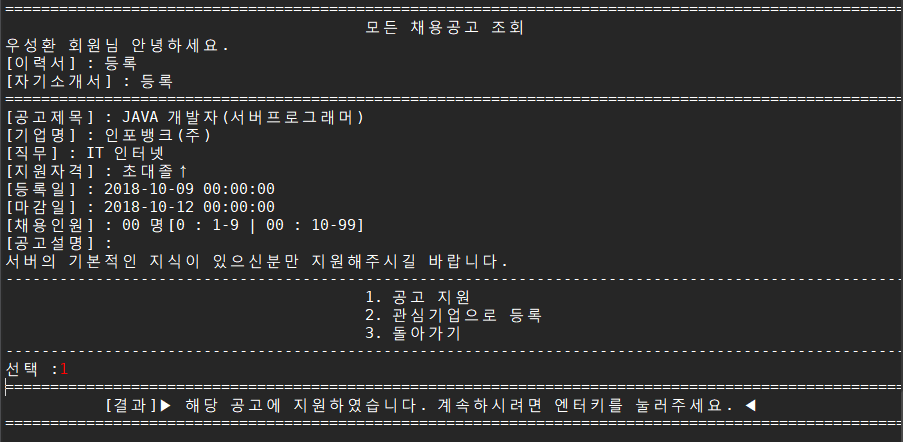 모든 채용공고 조회
우성환 회원님 안녕하세요.
[이력서] : 등록
[자기소개서] : 등록
[공고제목] : JAVA 개발자(서버프로그래머)
[기업명] : 인포뱅크(주)
[직무] : IT 인터넷
[지원자격] : 초대졸↑
[등록일] : 2018-10-09 00:00:00
[마감일] : 2018-10-12 00:00:00
[채용인원] : 00 명[0 : 1-9 | 00 : 10-99]
[공고설명] :
서버의 기본적인 지식이 있으신분만 지원해주시길 바랍니다.
1. 공고 지원
2. 관심기업으로 등록
3. 돌아가기
선택 :1
[결과]▶ 해당 공고에 지원하였습니다. 계속하시려면 엔터키를 눌러주세요. ◀